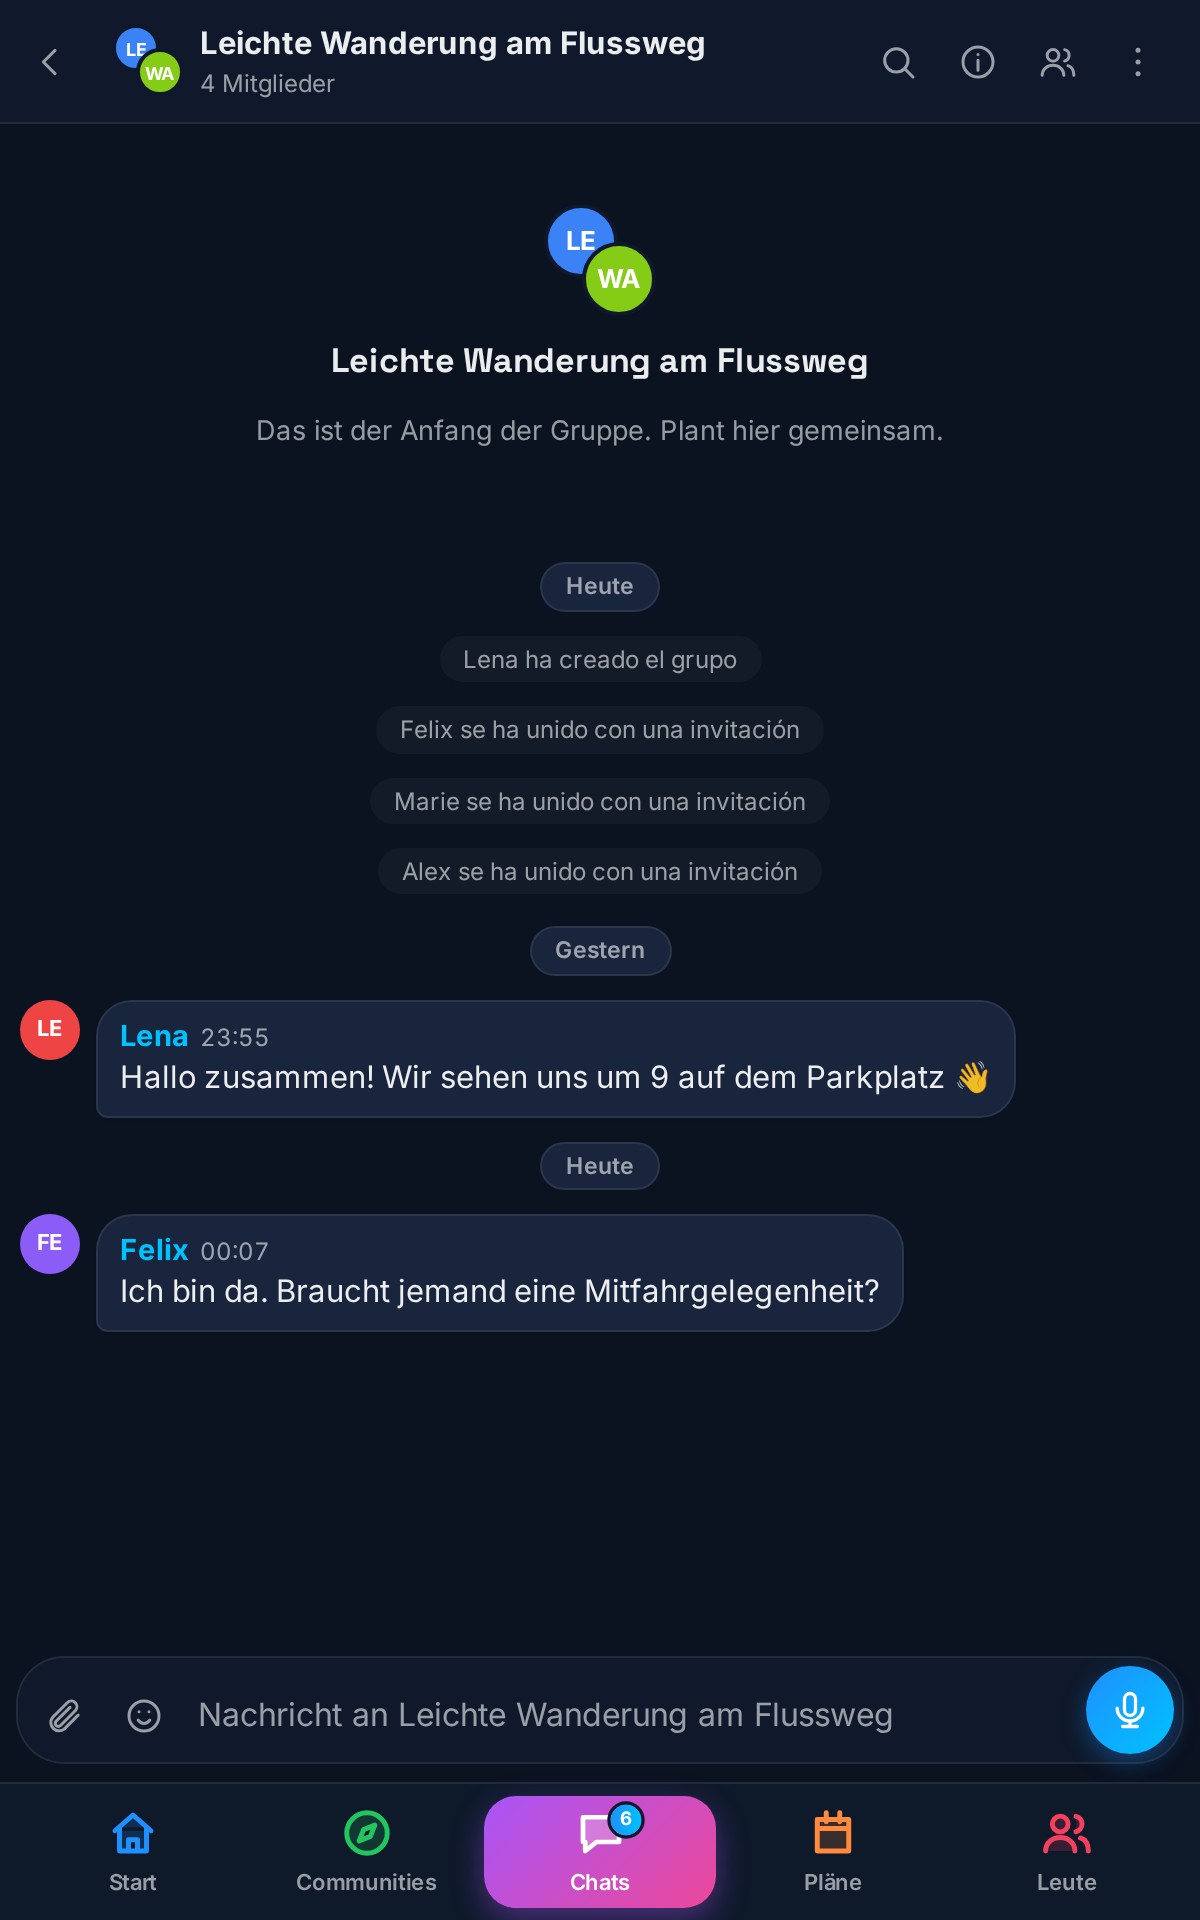 LE
WA
Leichte Wanderung am Flussweg
4 Mitglieder
LE
WA
Leichte Wanderung am Flussweg
Das ist der Anfang der Gruppe. Plant hier gemeinsam.
Heute
Lena ha creado el grupo
Felix se ha unido con una invitación
Marie se ha unido con una invitación
Alex se ha unido con una invitación
Gestern
LE
Lena 23:55
Hallo zusammen! Wir sehen uns um 9 auf dem Parkplatz 👋
Heute
FE
Felix 00:07
Ich bin da. Braucht jemand eine Mitfahrgelegenheit?
Nachricht an Leichte Wanderung am Flussweg
6
Start
Communities
Chats
Pläne
Leute